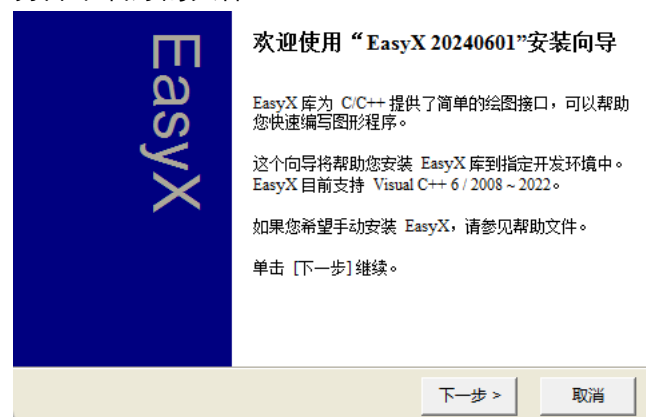 EasyX
欢迎使用“EasyX 20240601”安装向导
EasyX 库为 C/C++ 提供了简单的绘图接口，可以帮助
您快速编写图形程序。
这个向导将帮助您安装 EasyX 库到指定开发环境中。
EasyX 目前支持 Visual C++ 6 / 2008 ~ 2022。
如果您希望手动安装 EasyX，请参见帮助文件。
单击 [下一步] 继续。
下一步 >
取消